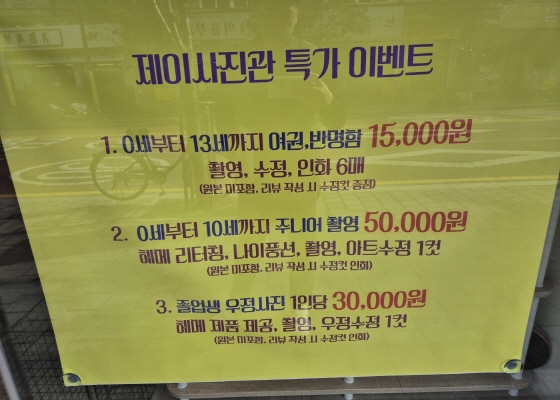 제이사진관 특가 이벤트
1. 0세부터 13세까지 여권,반명함 15,000원
촬영, 수정, 인화 6매
(원본 미포함, 리뷰 작성 시 수정컷 증정)
2. 0세부터 10세까지 주니어 촬영 50,000원
헤메 리터칭, 나이풍선, 촬영, 아트수정 1컷
(원본 미포함, 리뷰 작성 시 수정컷 인화)
3. 졸업생 우정사진 1인당 30,000원
헤메 제품 제공, 촬영, 우정수정 1컷
(원본 미포함, 리뷰 작성 시 수정컷 인화)